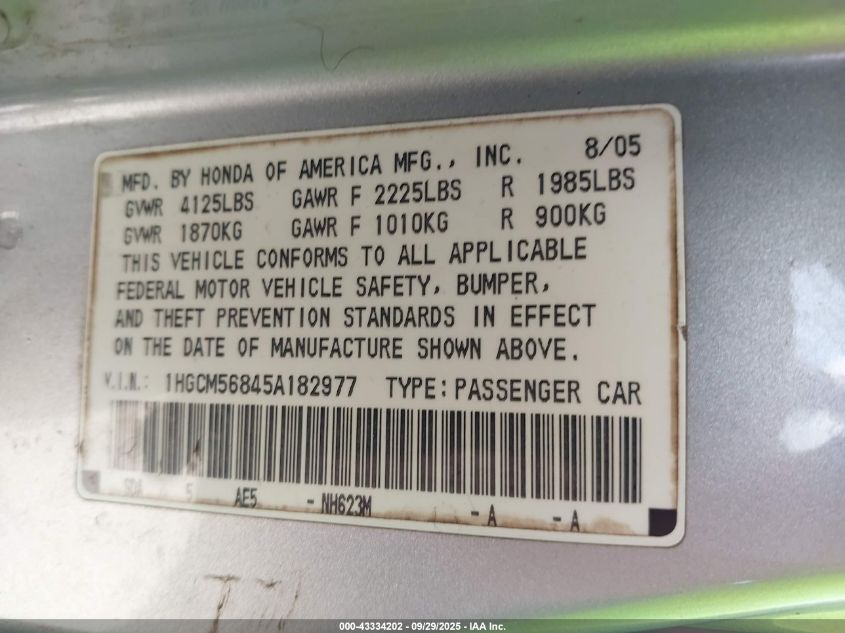 MFD. BY HONDA OF AMERICA MFG., INC. 8/05
GVWR 4125LBS GAWR F 2225LBS R 1985LBS
GVWR 1870KG GAWR F 1010KG R 900KG
THIS VEHICLE CONFORMS TO ALL APPLICABLE
FEDERAL MOTOR VEHICLE SAFETY, BUMPER,
AND THEFT PREVENTION STANDARDS IN EFFECT
ON THE DATE OF MANUFACTURE SHOWN ABOVE.
V.I.N.: 1HGCM56845A182977 TYPE: PASSENGER CAR
SDA 5 AE5 - NH623M - A - A
000-43334202 - 09/29/2025 - IAA Inc.